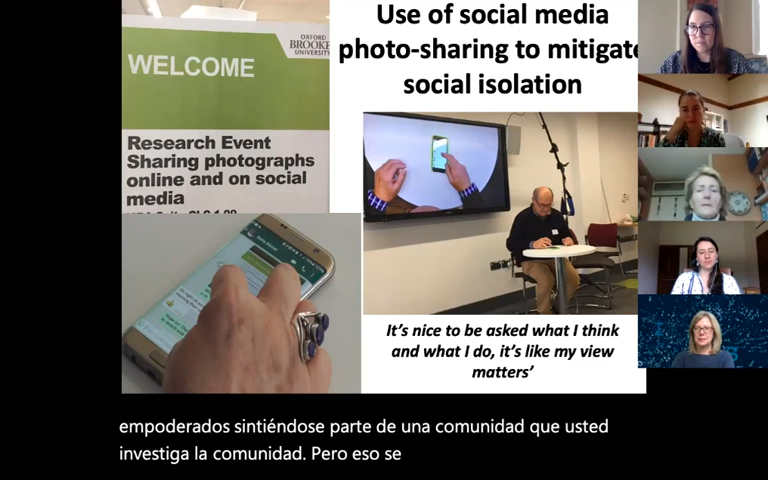 OXFORD
BROOKES
UNIVERSITY
WELCOME
Research Event
Sharing photographs
online and on social
media
Use of social media
photo-sharing to mitigate
social isolation
It's nice to be asked what I think
and what I do, it's like my view
matters'
empoderados sintiéndose parte de una comunidad que usted
investiga la comunidad. Pero eso se